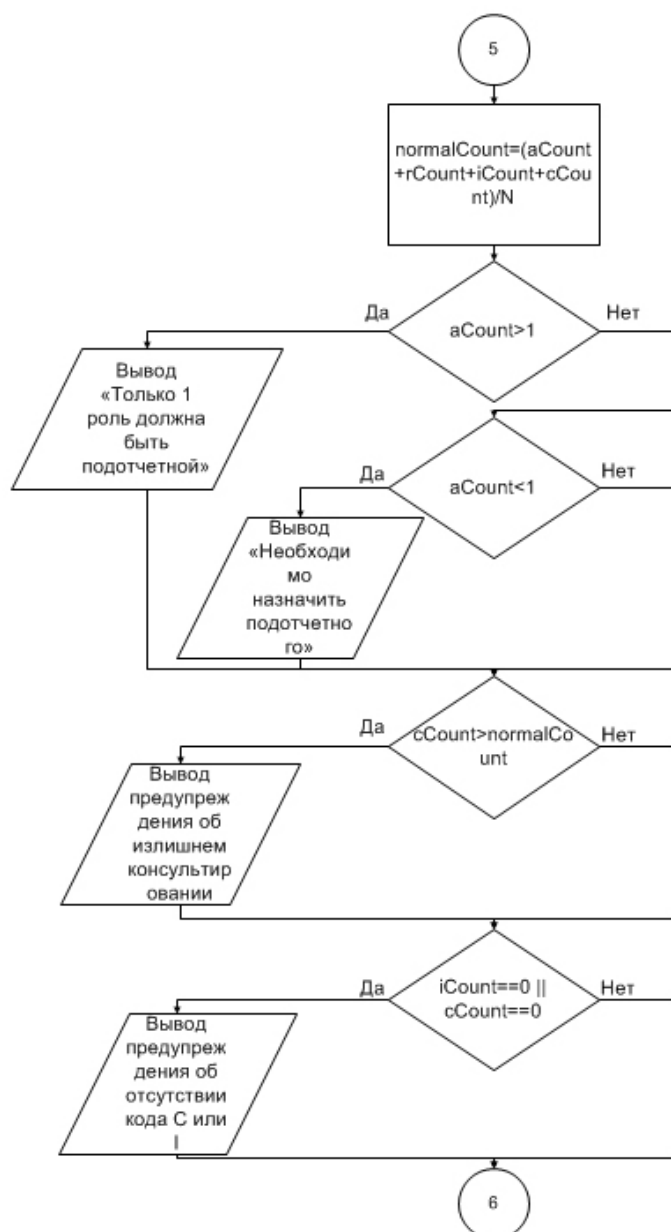 5
normalCount=(aCount
+rCount+iCount+cCou
nt)/N
Да
aCount>1
Нет
Вывод
«Только 1
роль должна
быть
подотчетной»
Да
aCount<1
Нет
Вывод
«Необходи
мо
назначить
подотчетно
го»
Да
cCount>normalCo
unt
Нет
Вывод
предупреж
дения об
излишнем
консультир
овании
Да
iCount==0 ||
cCount==0
Нет
Вывод
предупреж
дения об
отсутствии
кода C или
I
6